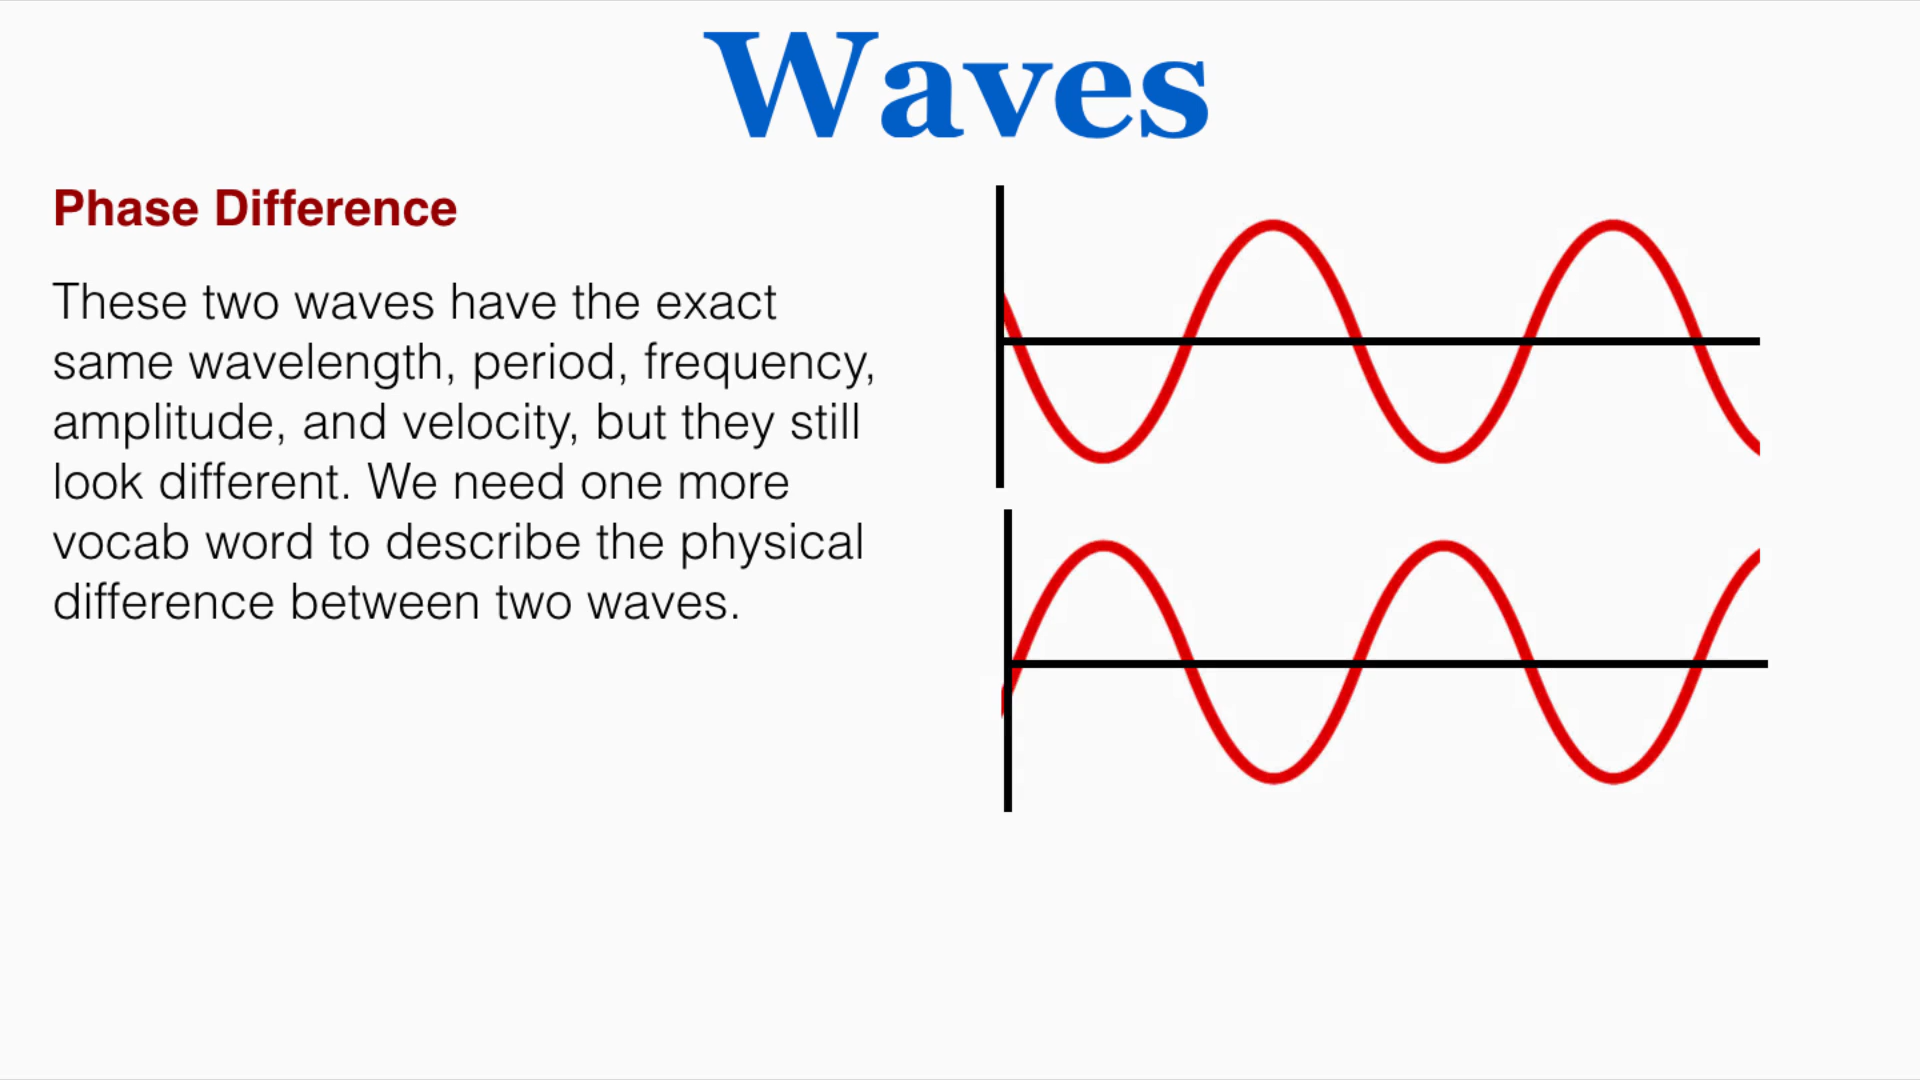 Waves
Phase Difference
These two waves have the exact
same wavelength, period, frequency,
amplitude, and velocity, but they still
look different. We need one more
vocab word to describe the physical
difference between two waves.